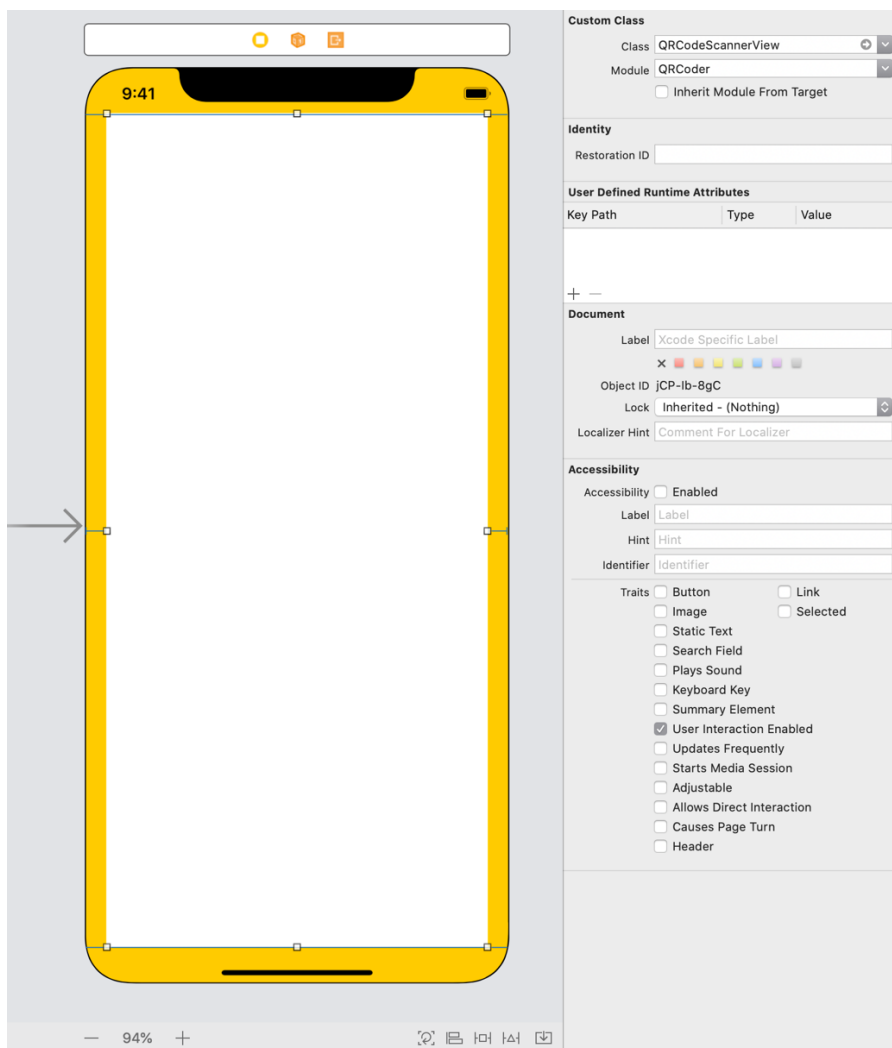 9:41
94%
Custom Class
Class QRCodeScannerView
Module QRCoder
Inherit Module From Target
Identity
Restoration ID
User Defined Runtime Attributes
Key Path Type Value
Document
Label Xcode Specific Label
Object ID jCP-Ib-8gC
Lock Inherited - (Nothing)
Localizer Hint Comment For Localizer
Accessibility
Accessibility Enabled
Label Label
Hint Hint
Identifier Identifier
Traits Button Link
Image Selected
Static Text
Search Field
Plays Sound
Keyboard Key
Summary Element
User Interaction Enabled
Updates Frequently
Starts Media Session
Adjustable
Allows Direct Interaction
Causes Page Turn
Header